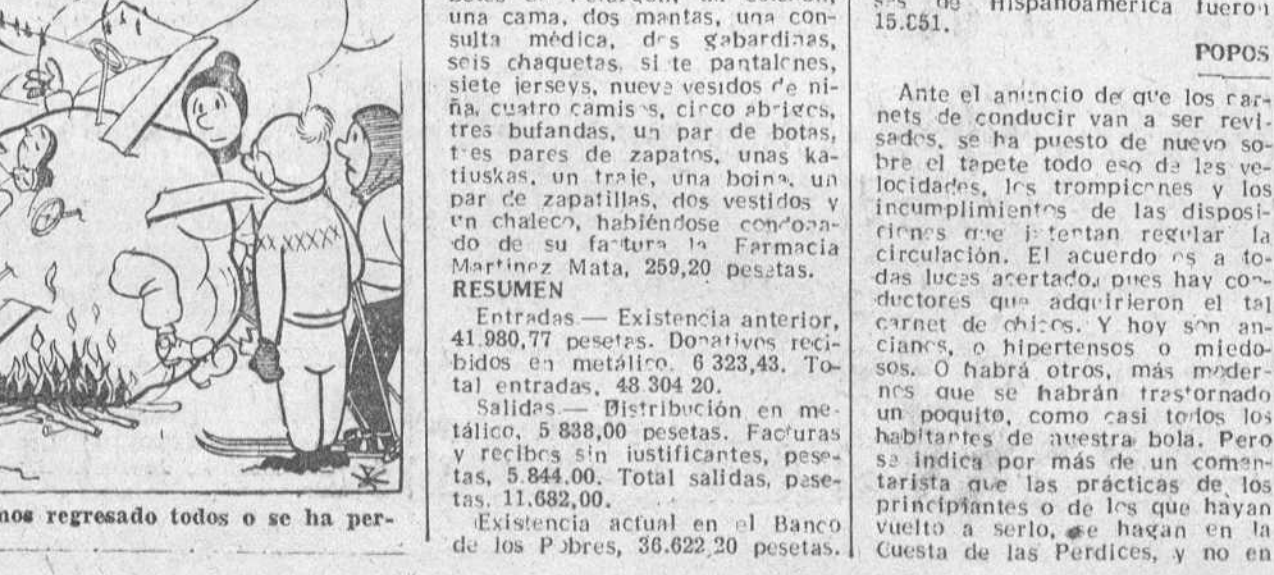 mos regresado todos o se ha per-
una cama, dos mantas, una con-
sulta médica, dos gabardinas,
seis chaquetas, siete pantalones,
siete jerseys, nueve vesidos de ni-
ña, cuatro camisas, cinco abrigos,
tres bufandas, un par de botas,
tres pares de zapatos, unas ka-
tiuskas, un traje, una boina, un
par de zapatillas, dos vestidos y
un chaleco, habiéndose condona-
do de su factura la Farmacia
Martinez Mata, 259,20 pesetas.
RESUMEN
Entradas.— Existencia anterior,
41.980,77 pesetas. Donativos reci-
bidos en metálico, 6 323,43. To-
tal entradas, 48 304 20.
Salidas.— Distribución en me-
tálico, 5 838,00 pesetas. Facturas
y recibos sin justificantes, pese-
tas, 5.844.00. Total salidas, pese-
tas, 11.682,00.
Existencia actual en el Banco
de los Pobres, 36.622,20 pesetas.
de Hispanoamérica fueron
15.851.
POPOS
Ante el anuncio de que los car-
nets de conducir van a ser revi-
sados, se ha puesto de nuevo so-
bre el tapete todo eso de las ve-
locidades, los trompicones y los
incumplimientos de las disposi-
ciones que intentan regular la
circulación. El acuerdo es a to-
das luces acertado, pues hay con-
ductores que adquirieron el tal
carnet de chicos. Y hoy son an-
cianos, o hipertensos o miedo-
sos. O habrá otros, más moder-
nos que se habrán trastornado
un poquito, como casi todos los
habitantes de nuestra bola. Pero
se indica por más de un comen-
tarista que las prácticas de los
principiantes o de los que hayan
vuelto a serlo, se hagan en la
Cuesta de las Perdices, y no en